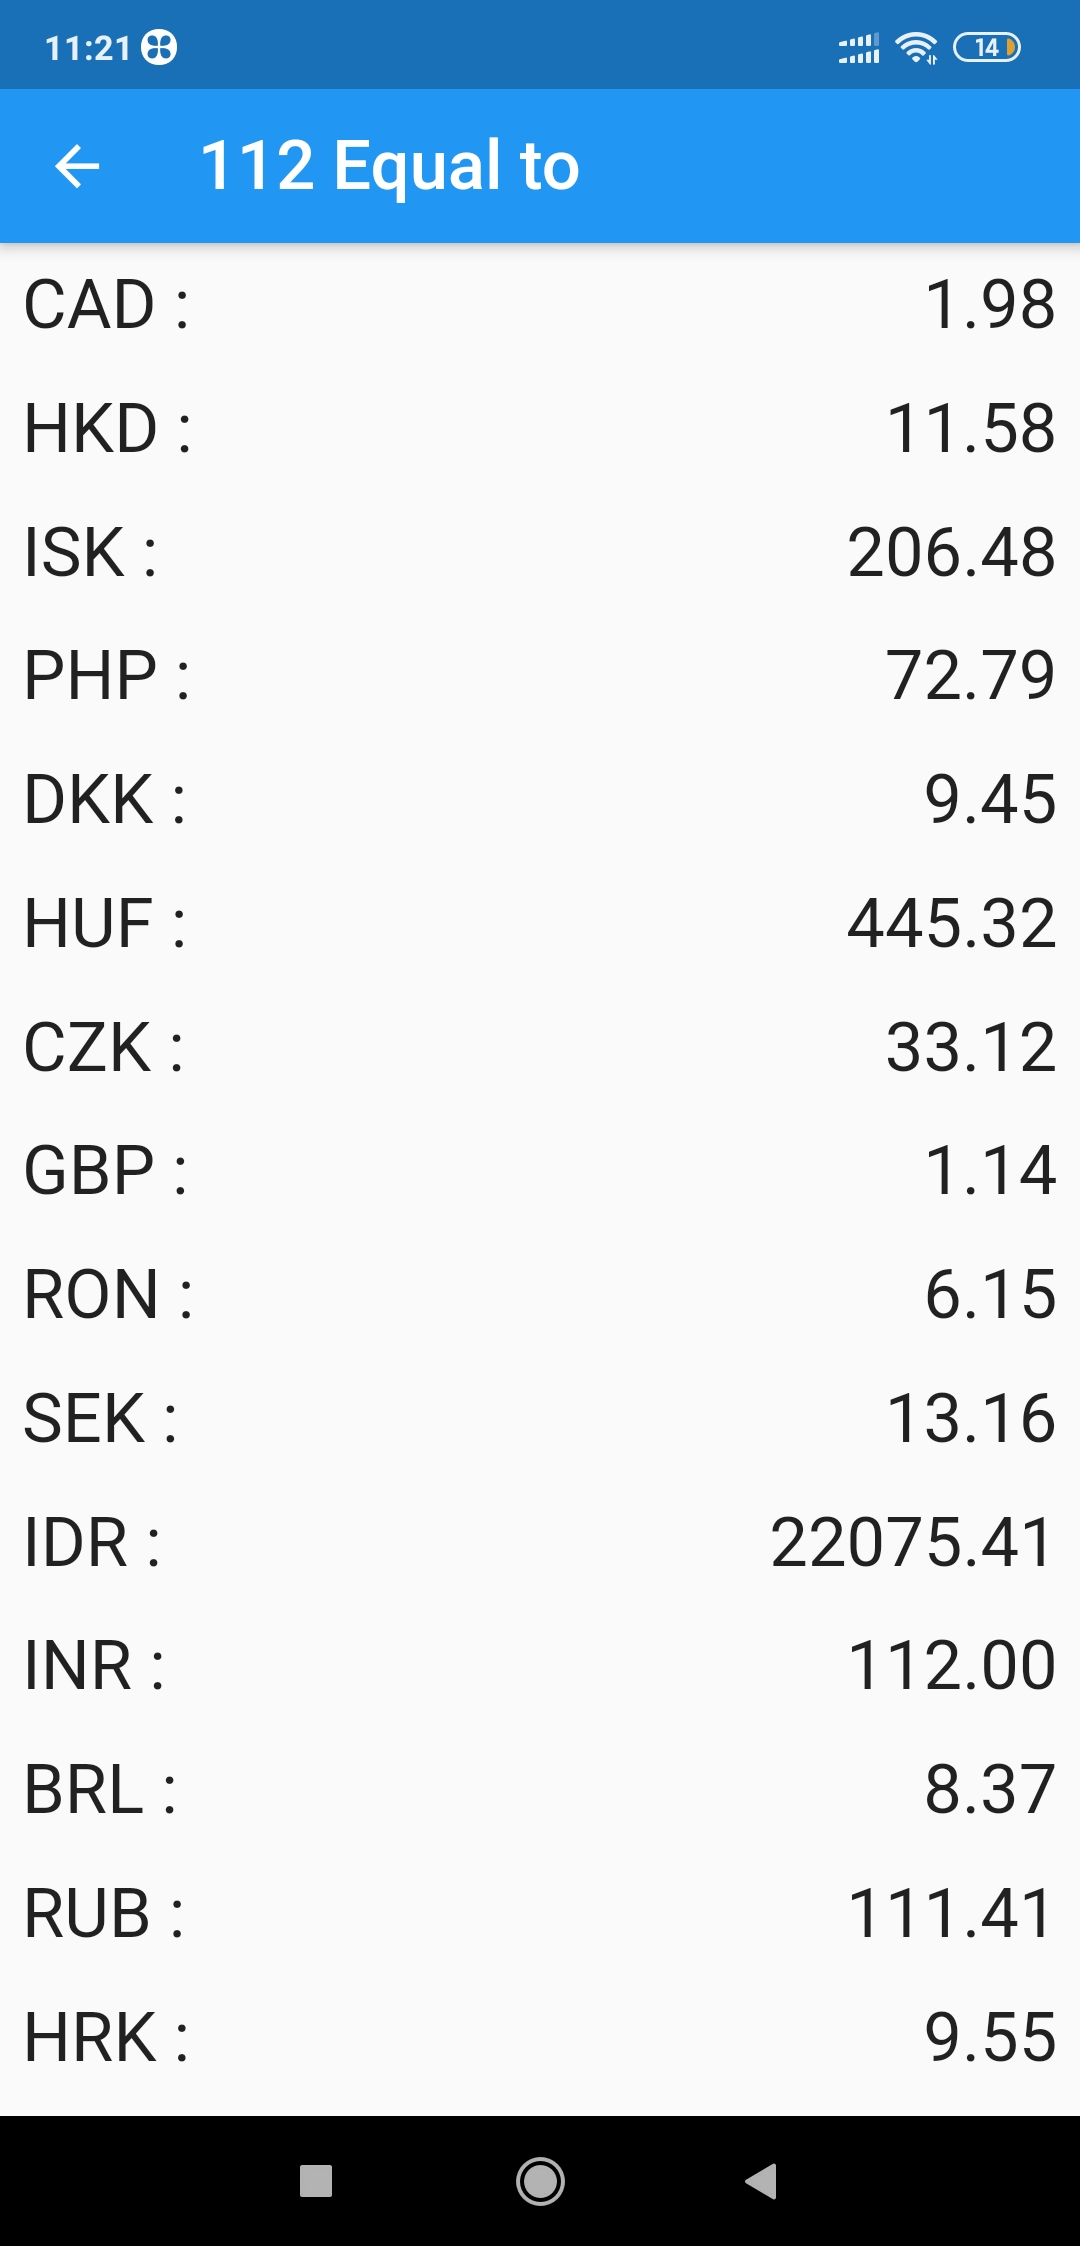 11:21
14
112 Equal to
CAD : 1.98
HKD : 11.58
ISK : 206.48
PHP : 72.79
DKK : 9.45
HUF : 445.32
CZK : 33.12
GBP : 1.14
RON : 6.15
SEK : 13.16
IDR : 22075.41
INR : 112.00
BRL : 8.37
RUB : 111.41
HRK : 9.55